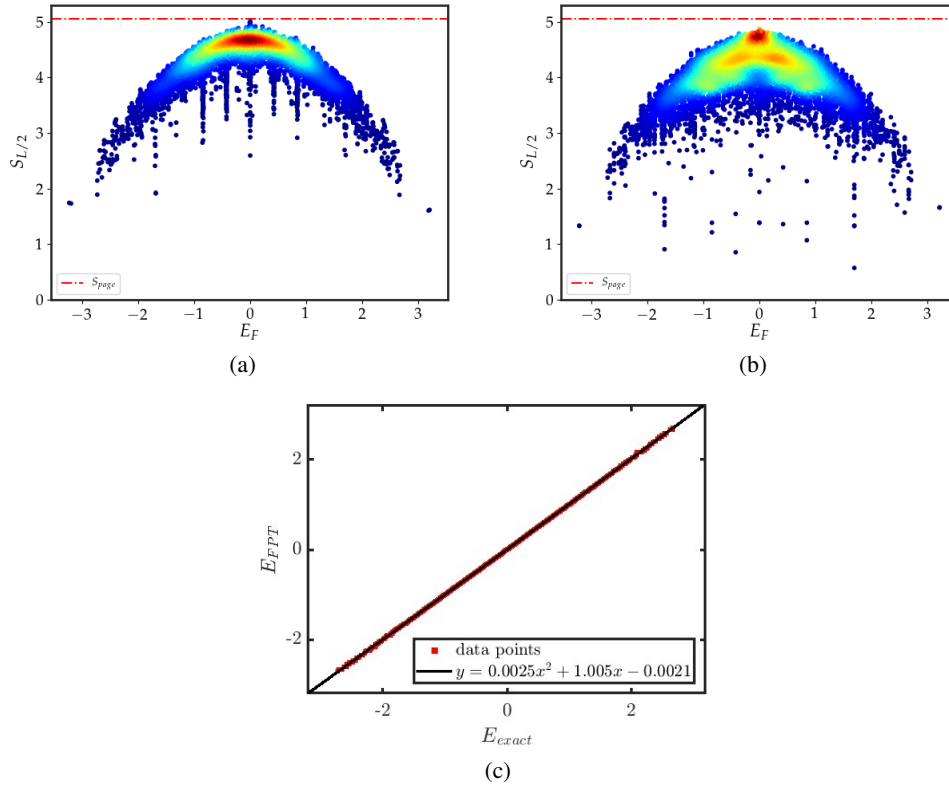 5
4
3
2
1
0
S_{L/2}
S_{page}
−3 −2 −1 0 1 2 3
E_F
(a)
5
4
3
2
1
0
S_{L/2}
S_{page}
−3 −2 −1 0 1 2 3
E_F
(b)
2
0
-2
E_{FPT}
data points
y = 0.0025x^2 + 1.005x − 0.0021
-2 0 2
E_{exact}
(c)